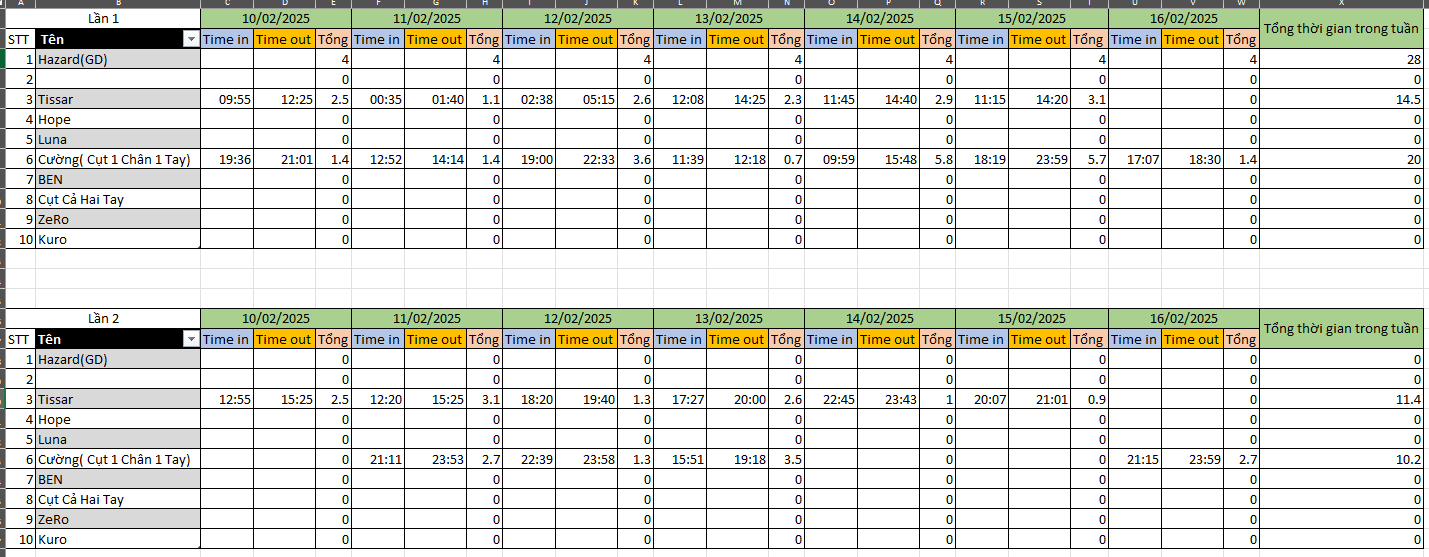 A B C D E F G H I J K L M N O P Q R S T U V W X
Lần 1 10/02/2025 11/02/2025 12/02/2025 13/02/2025 14/02/2025 15/02/2025 16/02/2025 Tổng thời gian trong tuần
STT Tên Time in Time out Tổng Time in Time out Tổng Time in Time out Tổng Time in Time out Tổng Time in Time out Tổng Time in Time out Tổng Time in Time out Tổng
1 Hazard(GD) 4 4 4 4 4 4 4 28
2 0 0 0 0 0 0 0 0
3 Tissar 09:55 12:25 2.5 00:35 01:40 1.1 02:38 05:15 2.6 12:08 14:25 2.3 11:45 14:40 2.9 11:15 14:20 3.1 0 14.5
4 Hope 0 0 0 0 0 0 0 0
5 Luna 0 0 0 0 0 0 0 0
6 Cường( Cụt 1 Chân 1 Tay) 19:36 21:01 1.4 12:52 14:14 1.4 19:00 22:33 3.6 11:39 12:18 0.7 09:59 15:48 5.8 18:19 23:59 5.7 17:07 18:30 1.4 20
7 BEN 0 0 0 0 0 0 0 0
8 Cụt Cả Hai Tay 0 0 0 0 0 0 0 0
9 ZeRo 0 0 0 0 0 0 0 0
10 Kuro 0 0 0 0 0 0 0 0
Lần 2 10/02/2025 11/02/2025 12/02/2025 13/02/2025 14/02/2025 15/02/2025 16/02/2025 Tổng thời gian trong tuần
STT Tên Time in Time out Tổng Time in Time out Tổng Time in Time out Tổng Time in Time out Tổng Time in Time out Tổng Time in Time out Tổng Time in Time out Tổng
1 Hazard(GD) 0 0 0 0 0 0 0 0
2 0 0 0 0 0 0 0 0
3 Tissar 12:55 15:25 2.5 12:20 15:25 3.1 18:20 19:40 1.3 17:27 20:00 2.6 22:45 23:43 1 20:07 21:01 0.9 0 11.4
4 Hope 0 0 0 0 0 0 0 0
5 Luna 0 0 0 0 0 0 0 0
6 Cường( Cụt 1 Chân 1 Tay) 0 21:11 23:53 2.7 22:39 23:58 1.3 15:51 19:18 3.5 0 0 21:15 23:59 2.7 10.2
7 BEN 0 0 0 0 0 0 0 0
8 Cụt Cả Hai Tay 0 0 0 0 0 0 0 0
9 ZeRo 0 0 0 0 0 0 0 0
10 Kuro 0 0 0 0 0 0 0 0